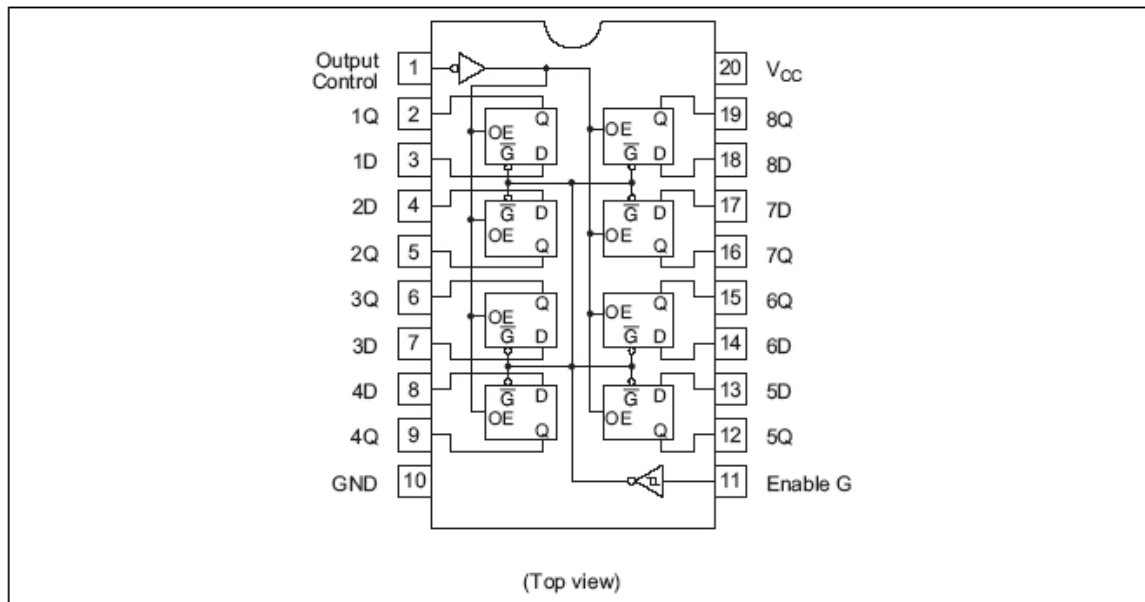 Output Control 1 20 V_CC
1Q 2 19 8Q
1D 3 18 8D
2D 4 17 7D
2Q 5 16 7Q
3Q 6 15 6Q
3D 7 14 6D
4D 8 13 5D
4Q 9 12 5Q
GND 10 11 Enable G
Q
OE
G̅ D
Q
OE
G̅ D
G̅ D
OE
Q
G̅ D
OE
Q
Q
OE
G̅ D
Q
OE
G̅ D
G̅ D
OE
Q
G̅ D
OE
Q
(Top view)